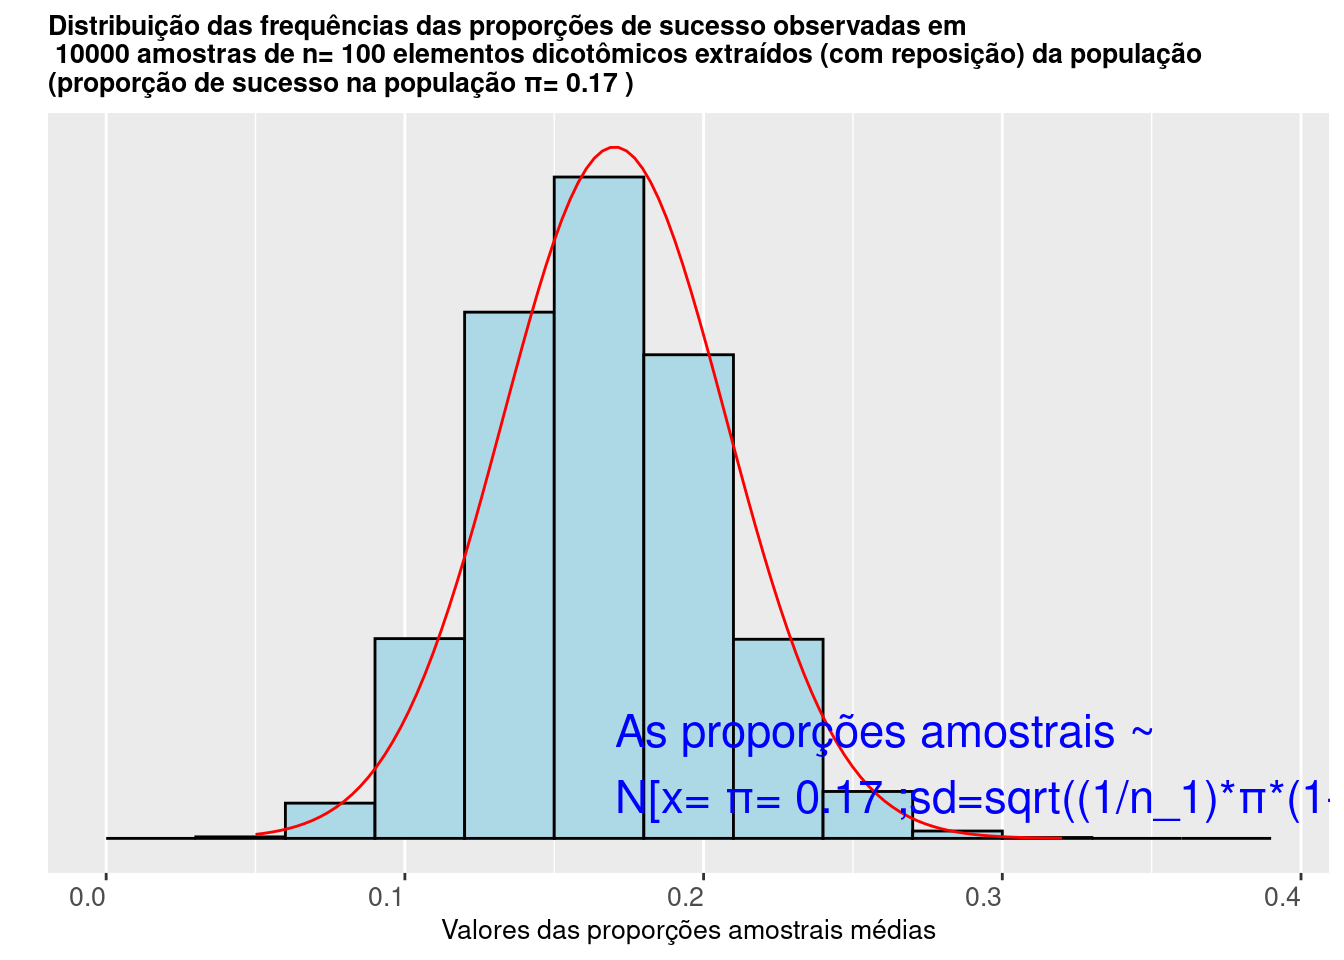 Distribuição das frequências das proporções de sucesso observadas em
10000 amostras de n= 100 elementos dicotômicos extraídos (com reposição) da população
(proporção de sucesso na população π= 0.17 )
As proporções amostrais ~
N[x= π= 0.17 ;sd=sqrt((1/n_1)*π*(1-
0.0 0.1 0.2 0.3 0.4
Valores das proporções amostrais médias